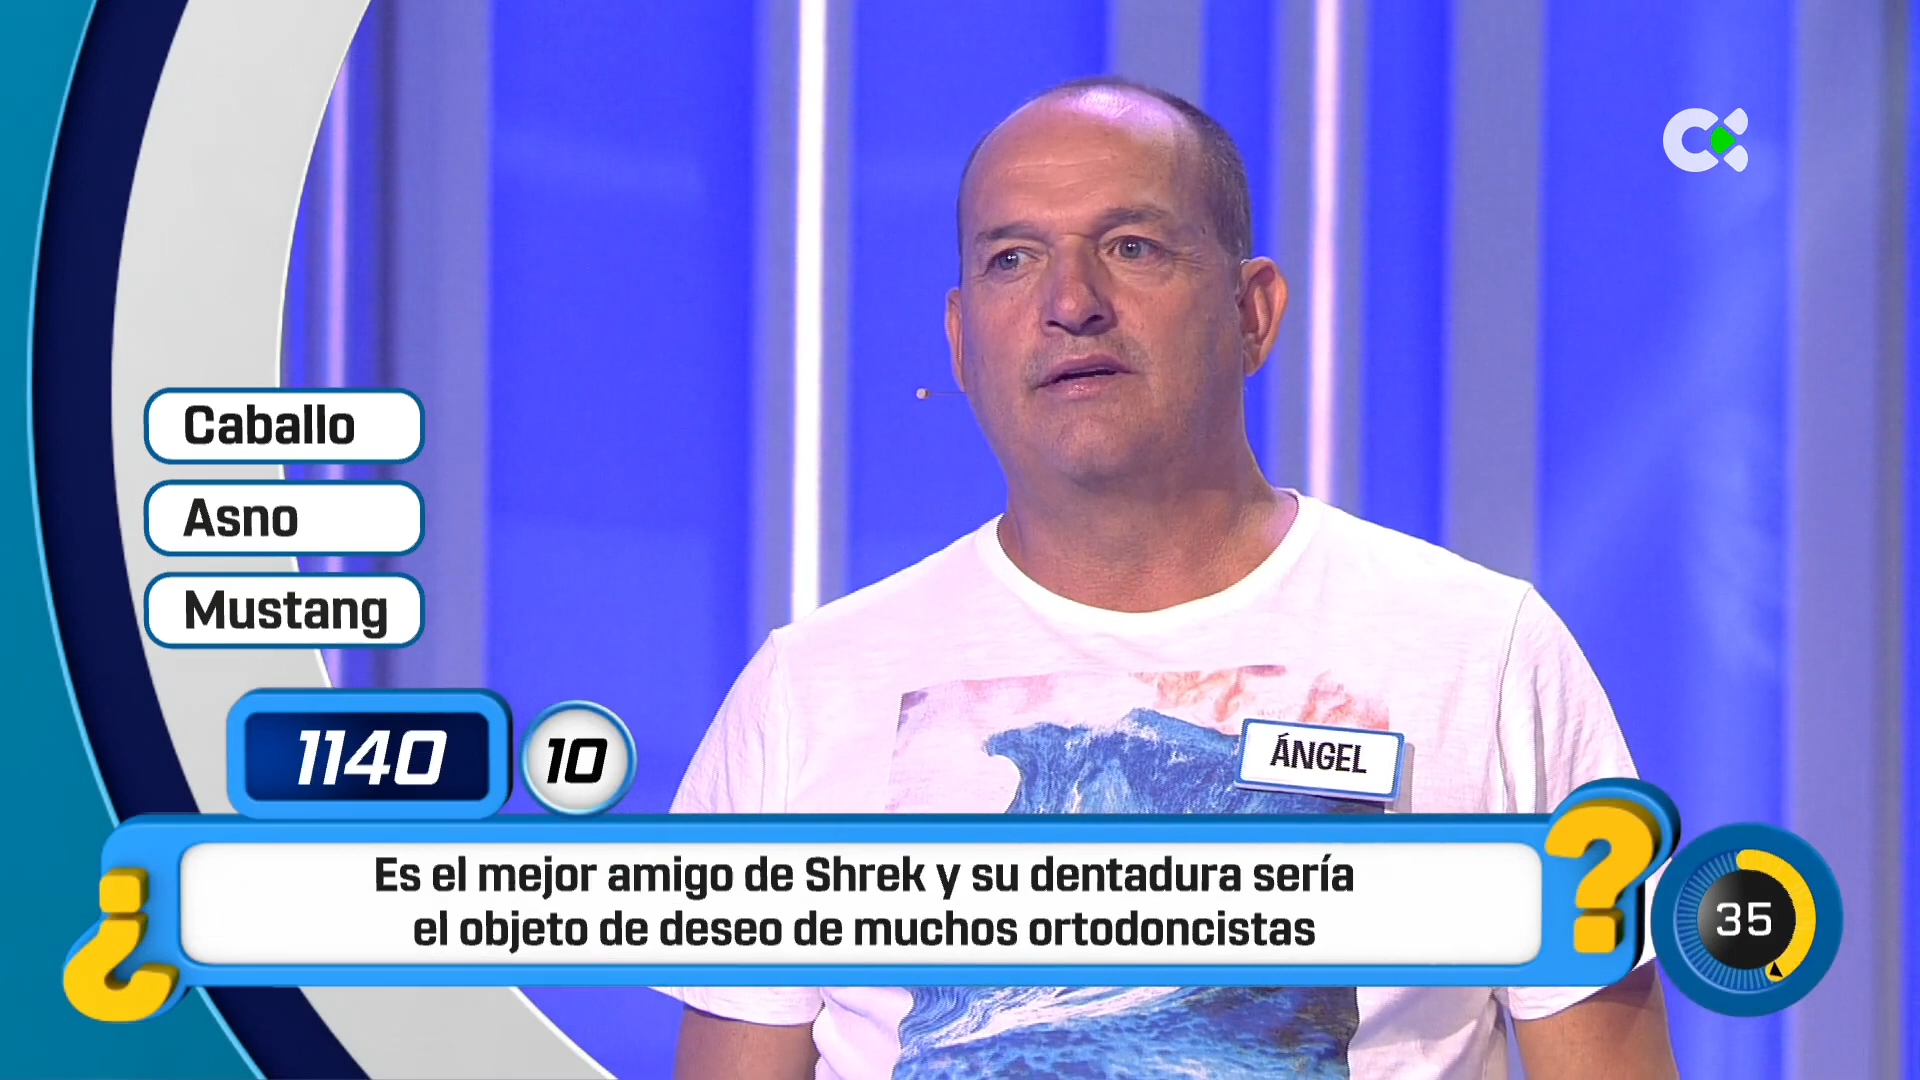 Caballo
Asno
Mustang
1140
10
ÁNGEL
Es el mejor amigo de Shrek y su dentadura sería
el objeto de deseo de muchos ortodoncistas
35